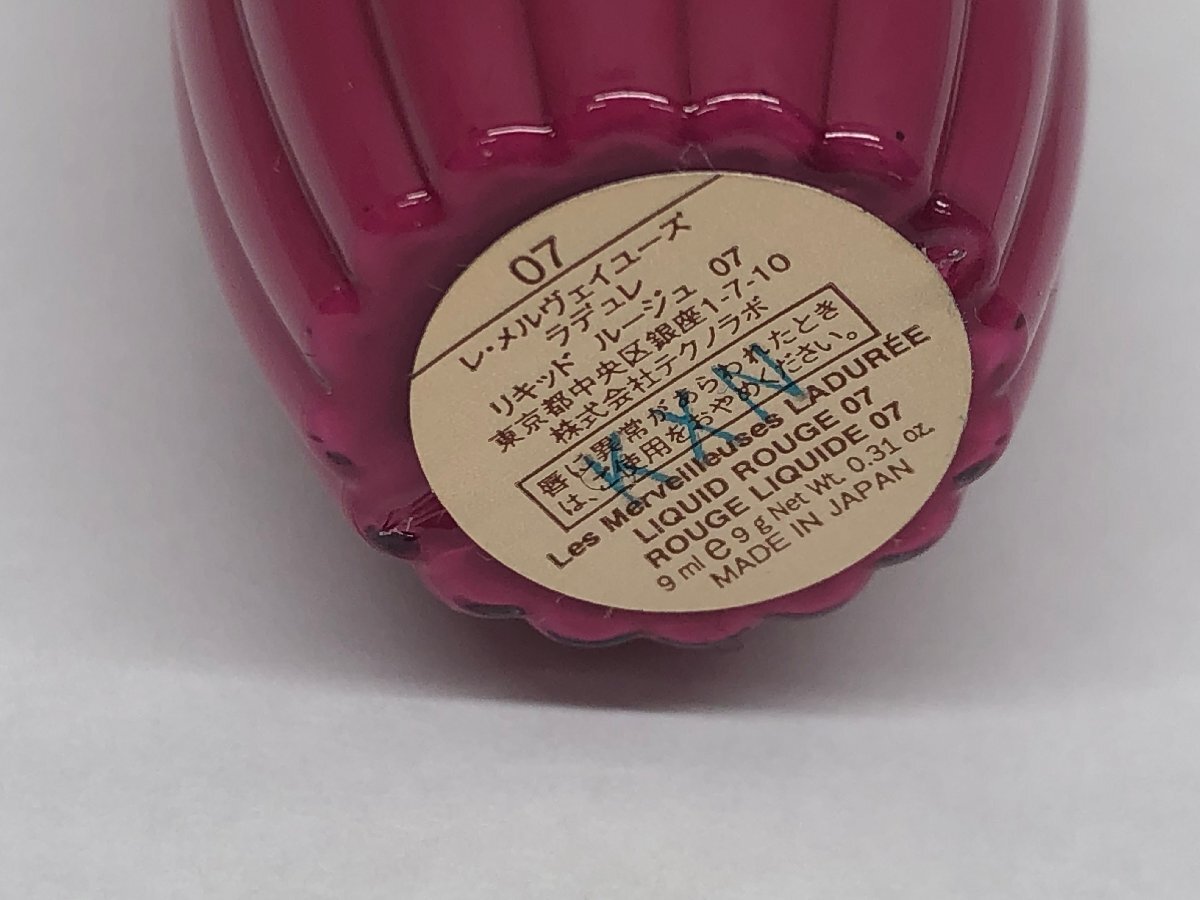 07
レ・メルヴェイユーズ
ラデュレ
リキッド ルージュ 07
東京都中央区銀座1-7-10
株式会社テクノラボ
唇に異常があらわれたとき
は、ご使用をおやめください。
KXN
Les Merveilleuses LADURÉE
LIQUID ROUGE 07
ROUGE LIQUIDE 07
9 ml e 9 g Net Wt. 0.31 oz.
MADE IN JAPAN